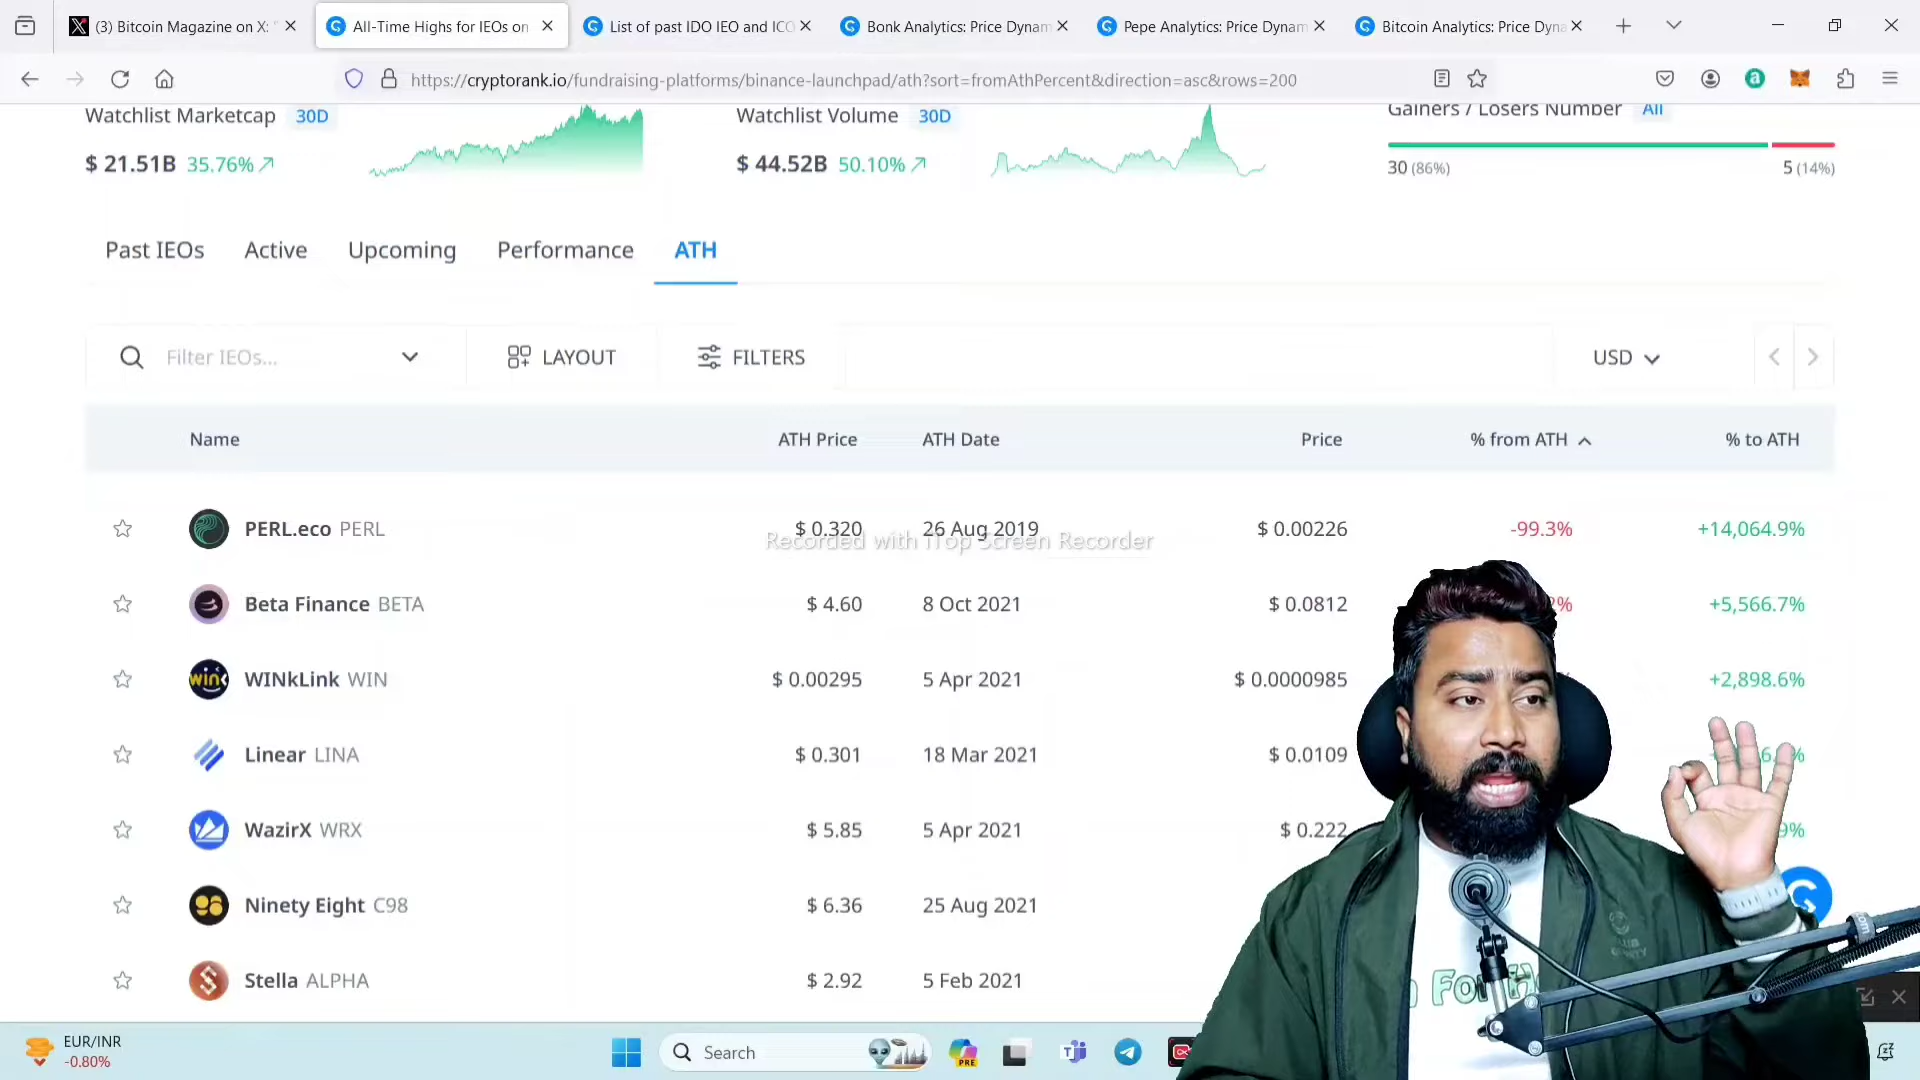 (3) Bitcoin Magazine on X: "
All-Time Highs for IEOs on
List of past IDO IEO and ICO
Bonk Analytics: Price Dynam
Pepe Analytics: Price Dynam
Bitcoin Analytics: Price Dyna
https://cryptorank.io/fundraising-platforms/binance-launchpad/ath?sort=fromAthPercent&direction=asc&rows=200
Watchlist Marketcap 30D
$ 21.51B 35.76%
Watchlist Volume 30D
$ 44.52B 50.10%
Gainers / Losers Number All
30 (86%) 5 (14%)
Past IEOs Active Upcoming Performance ATH
Filter IEOs... LAYOUT FILTERS USD
Name ATH Price ATH Date Price % from ATH % to ATH
PERL.eco PERL $ 0.320 26 Aug 2019 $ 0.00226 -99.3% +14,064.9%
Recorded with iTop Screen Recorder
Beta Finance BETA $ 4.60 8 Oct 2021 $ 0.0812 +5,566.7%
WINkLink WIN $ 0.00295 5 Apr 2021 $ 0.0000985 +2,898.6%
Linear LINA $ 0.301 18 Mar 2021 $ 0.0109
WazirX WRX $ 5.85 5 Apr 2021 $ 0.222
Ninety Eight C98 $ 6.36 25 Aug 2021
Stella ALPHA $ 2.92 5 Feb 2021
EUR/INR
-0.80%
Search
PRE